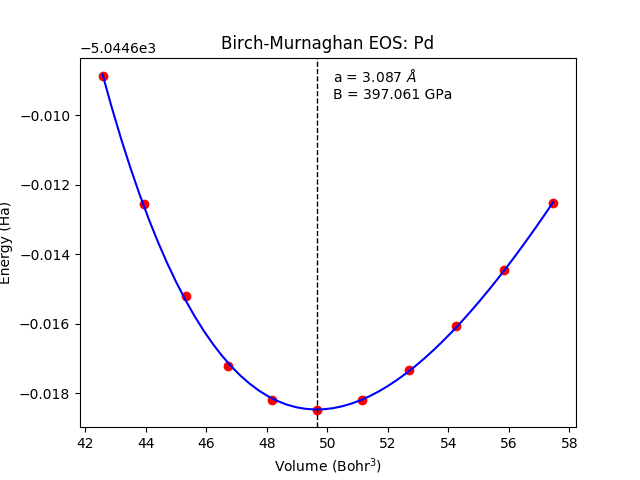 Birch-Murnaghan EOS: Pd
−5.0446e3
a = 3.087 Å
B = 397.061 GPa
−0.010
−0.012
−0.014
−0.016
−0.018
Energy (Ha)
42 44 46 48 50 52 54 56 58
Volume (Bohr³)